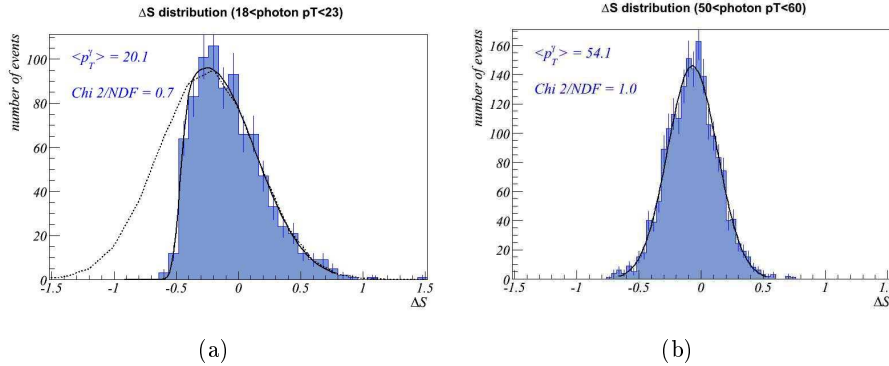 ΔS distribution (18<photon pT<23)
number of events
<p_T^γ> = 20.1
Chi 2/NDF = 0.7
100
80
60
40
20
0
-1.5 -1 -0.5 0 0.5 1 1.5
ΔS
(a)
ΔS distribution (50<photon pT<60)
number of events
<p_T^γ> = 54.1
Chi 2/NDF = 1.0
160
140
120
100
80
60
40
20
0
-1.5 -1 -0.5 0 0.5 1 1.5
ΔS
(b)